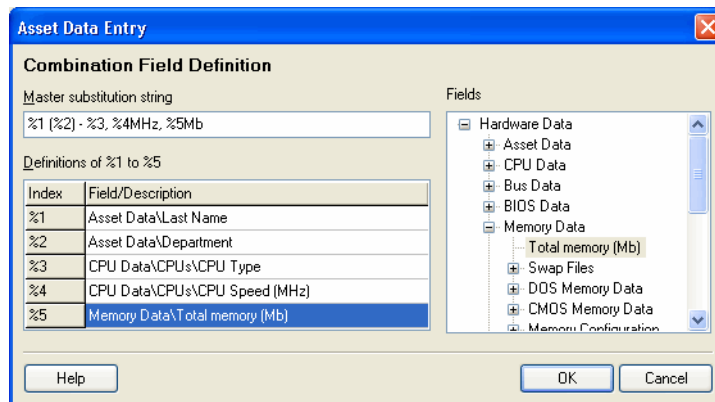 Asset Data Entry
Combination Field Definition
Master substitution string
%1 (%2) - %3, %4MHz, %5Mb
Definitions of %1 to %5
Index Field/Description
%1 Asset Data\Last Name
%2 Asset Data\Department
%3 CPU Data\CPUs\CPU Type
%4 CPU Data\CPUs\CPU Speed (MHz)
%5 Memory Data\Total memory (Mb)
Fields
Hardware Data
Asset Data
CPU Data
Bus Data
BIOS Data
Memory Data
Total memory (Mb)
Swap Files
DOS Memory Data
CMOS Memory Data
Memory Configuration
Help
OK
Cancel